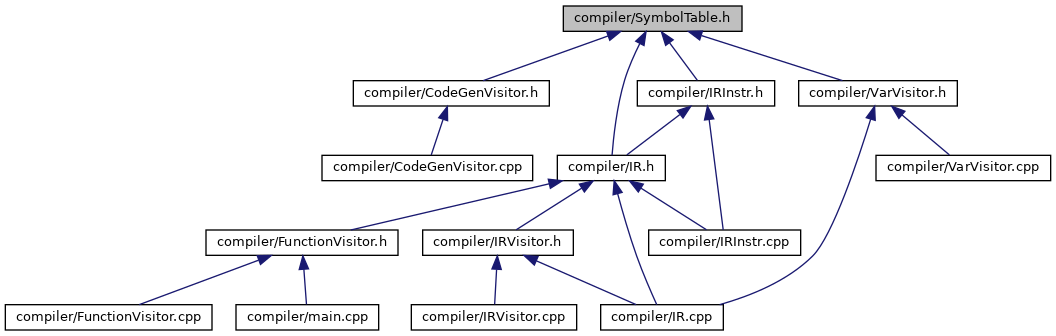 compiler/SymbolTable.h
compiler/CodeGenVisitor.h
compiler/IRInstr.h
compiler/VarVisitor.h
compiler/CodeGenVisitor.cpp
compiler/IR.h
compiler/VarVisitor.cpp
compiler/FunctionVisitor.h
compiler/IRVisitor.h
compiler/IRInstr.cpp
compiler/FunctionVisitor.cpp
compiler/main.cpp
compiler/IRVisitor.cpp
compiler/IR.cpp